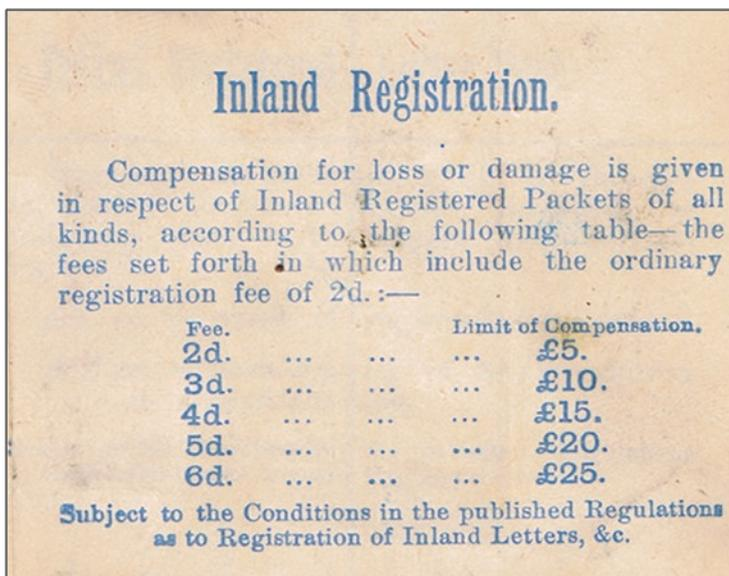 Inland Registration.
Compensation for loss or damage is given
in respect of Inland Registered Packets of all
kinds, according to the following table—the
fees set forth in which include the ordinary
registration fee of 2d.:—
Fee. Limit of Compensation.
2d. ... ... ... £5.
3d. ... ... ... £10.
4d. ... ... ... £15.
5d. ... ... ... £20.
6d. ... ... ... £25.
Subject to the Conditions in the published Regulations
as to Registration of Inland Letters, &c.